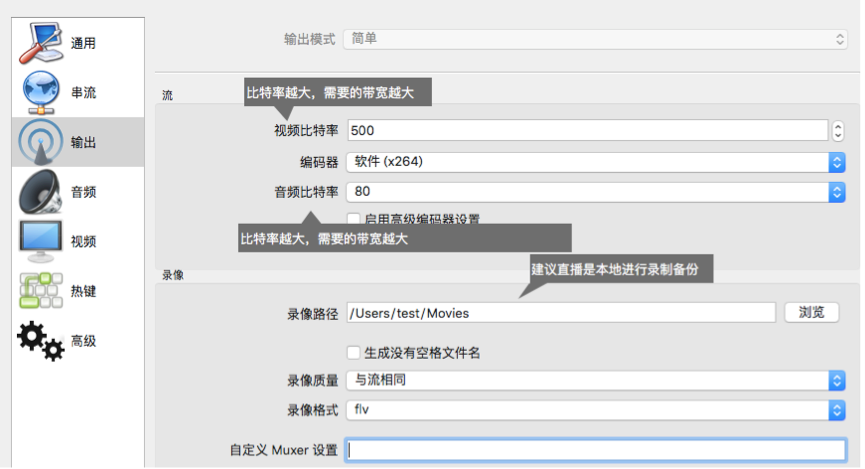 通用
串流
输出
音频
视频
热键
高级
输出模式 简单
流
比特率越大，需要的带宽越大
视频比特率 500
编码器 软件 (x264)
音频比特率 80
启用高级编码器设置
比特率越大，需要的带宽越大
录像
建议直播是本地进行录制备份
录像路径 /Users/test/Movies 浏览
生成没有空格文件名
录像质量 与流相同
录像格式 flv
自定义 Muxer 设置